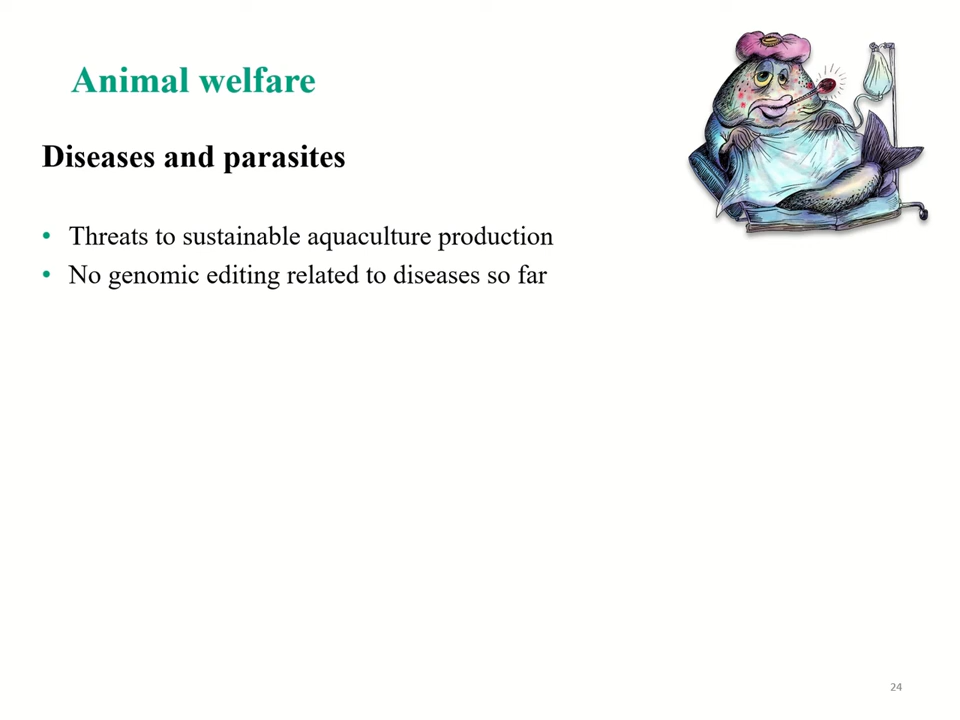 Animal welfare
Diseases and parasites
• Threats to sustainable aquaculture production
• No genomic editing related to diseases so far
24